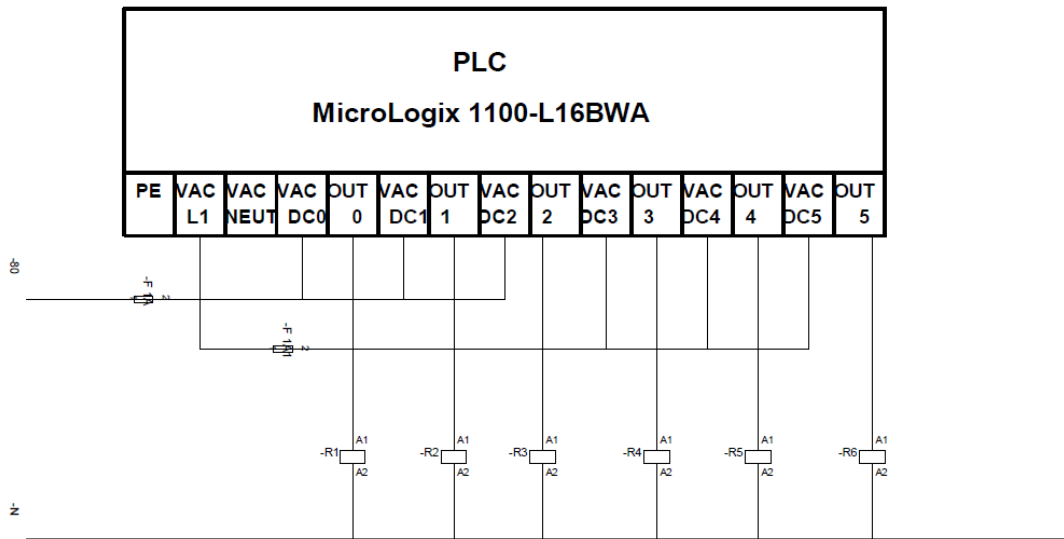 PLC
MicroLogix 1100-L16BWA
PE
VAC L1
VAC NEUT
VAC DC0
OUT 0
VAC DC1
OUT 1
VAC DC2
OUT 2
VAC DC3
OUT 3
VAC DC4
OUT 4
VAC DC5
OUT 5
-80
-F
2
-F
2
-R1
A1
A2
-R2
A1
A2
-R3
A1
A2
-R4
A1
A2
-R5
A1
A2
-R6
A1
A2
-N